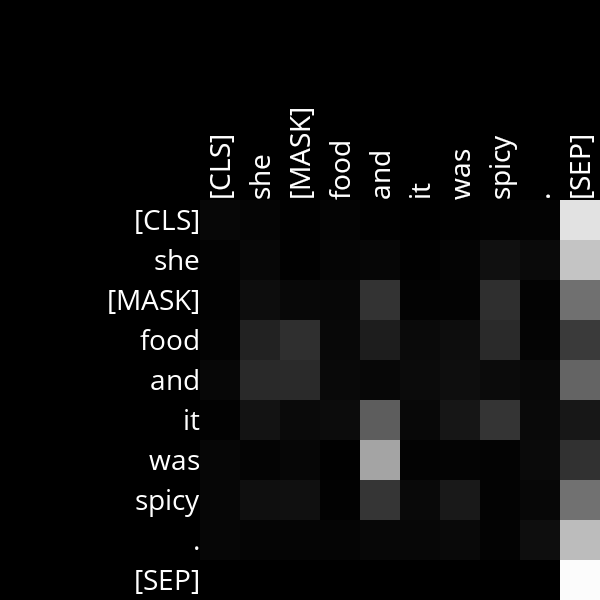 [CLS] she [MASK] food and it was spicy . [SEP]
[CLS]
she
[MASK]
food
and
it
was
spicy
.
[SEP]